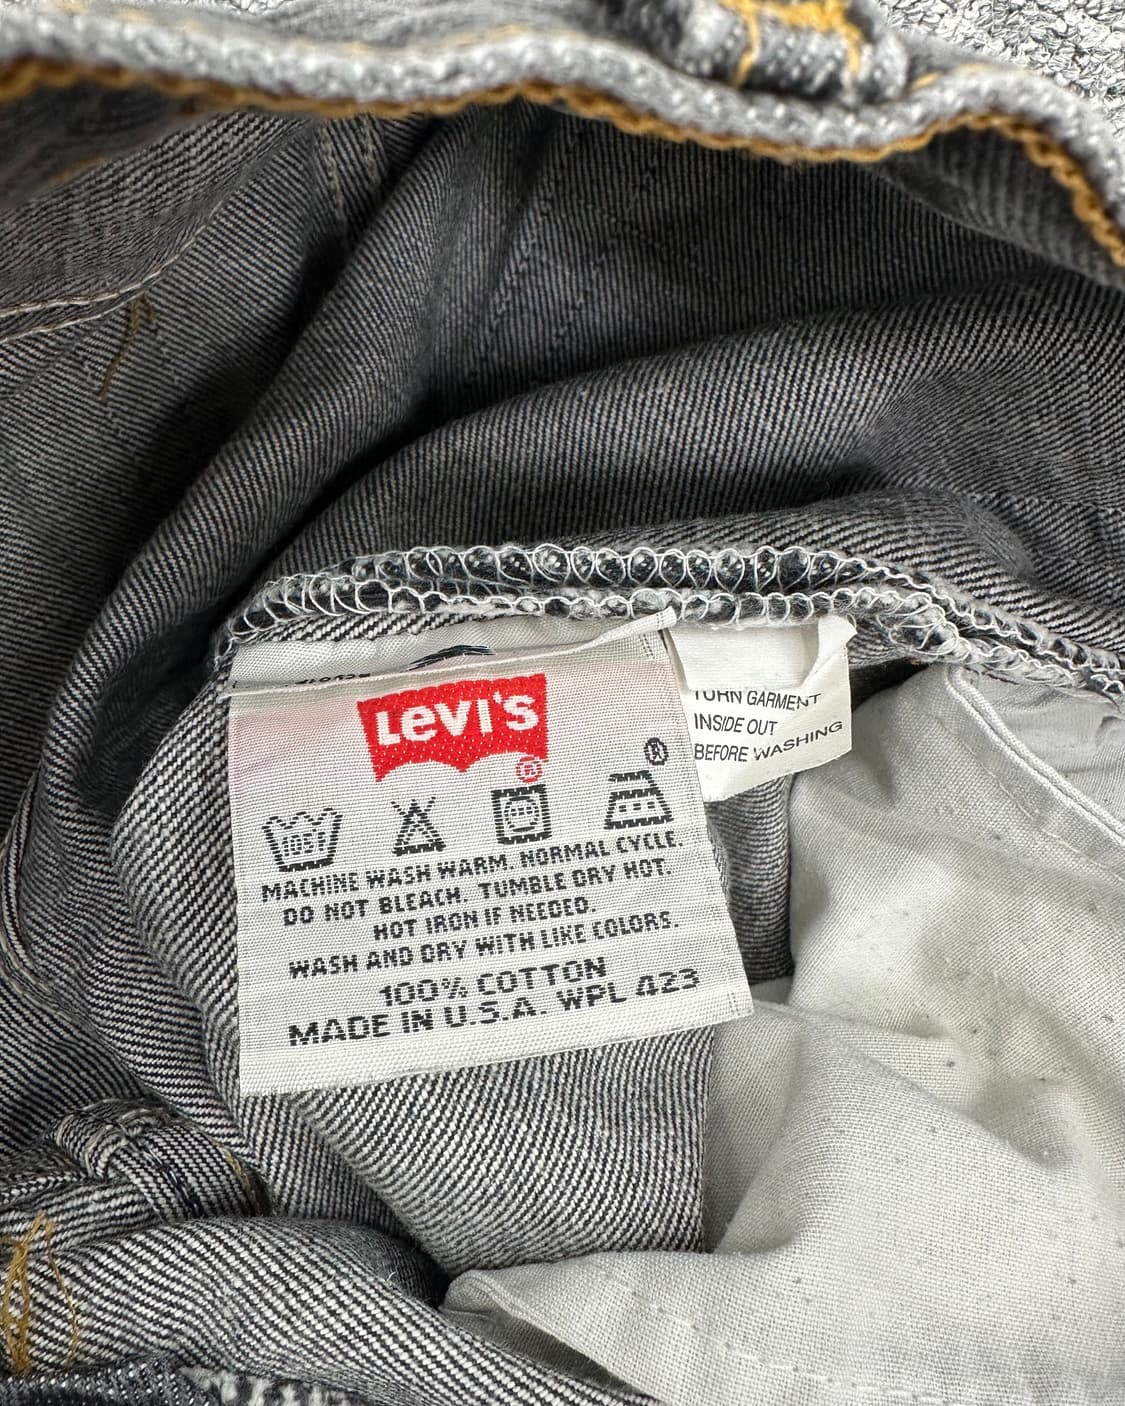 LEVI'S
®
®
105F
MACHINE WASH WARM. NORMAL CYCLE.
DO NOT BLEACH. TUMBLE DRY HOT.
HOT IRON IF NEEDED.
WASH AND DRY WITH LIKE COLORS.
100% COTTON
MADE IN U.S.A. WPL 423
TURN GARMENT
INSIDE OUT
BEFORE WASHING